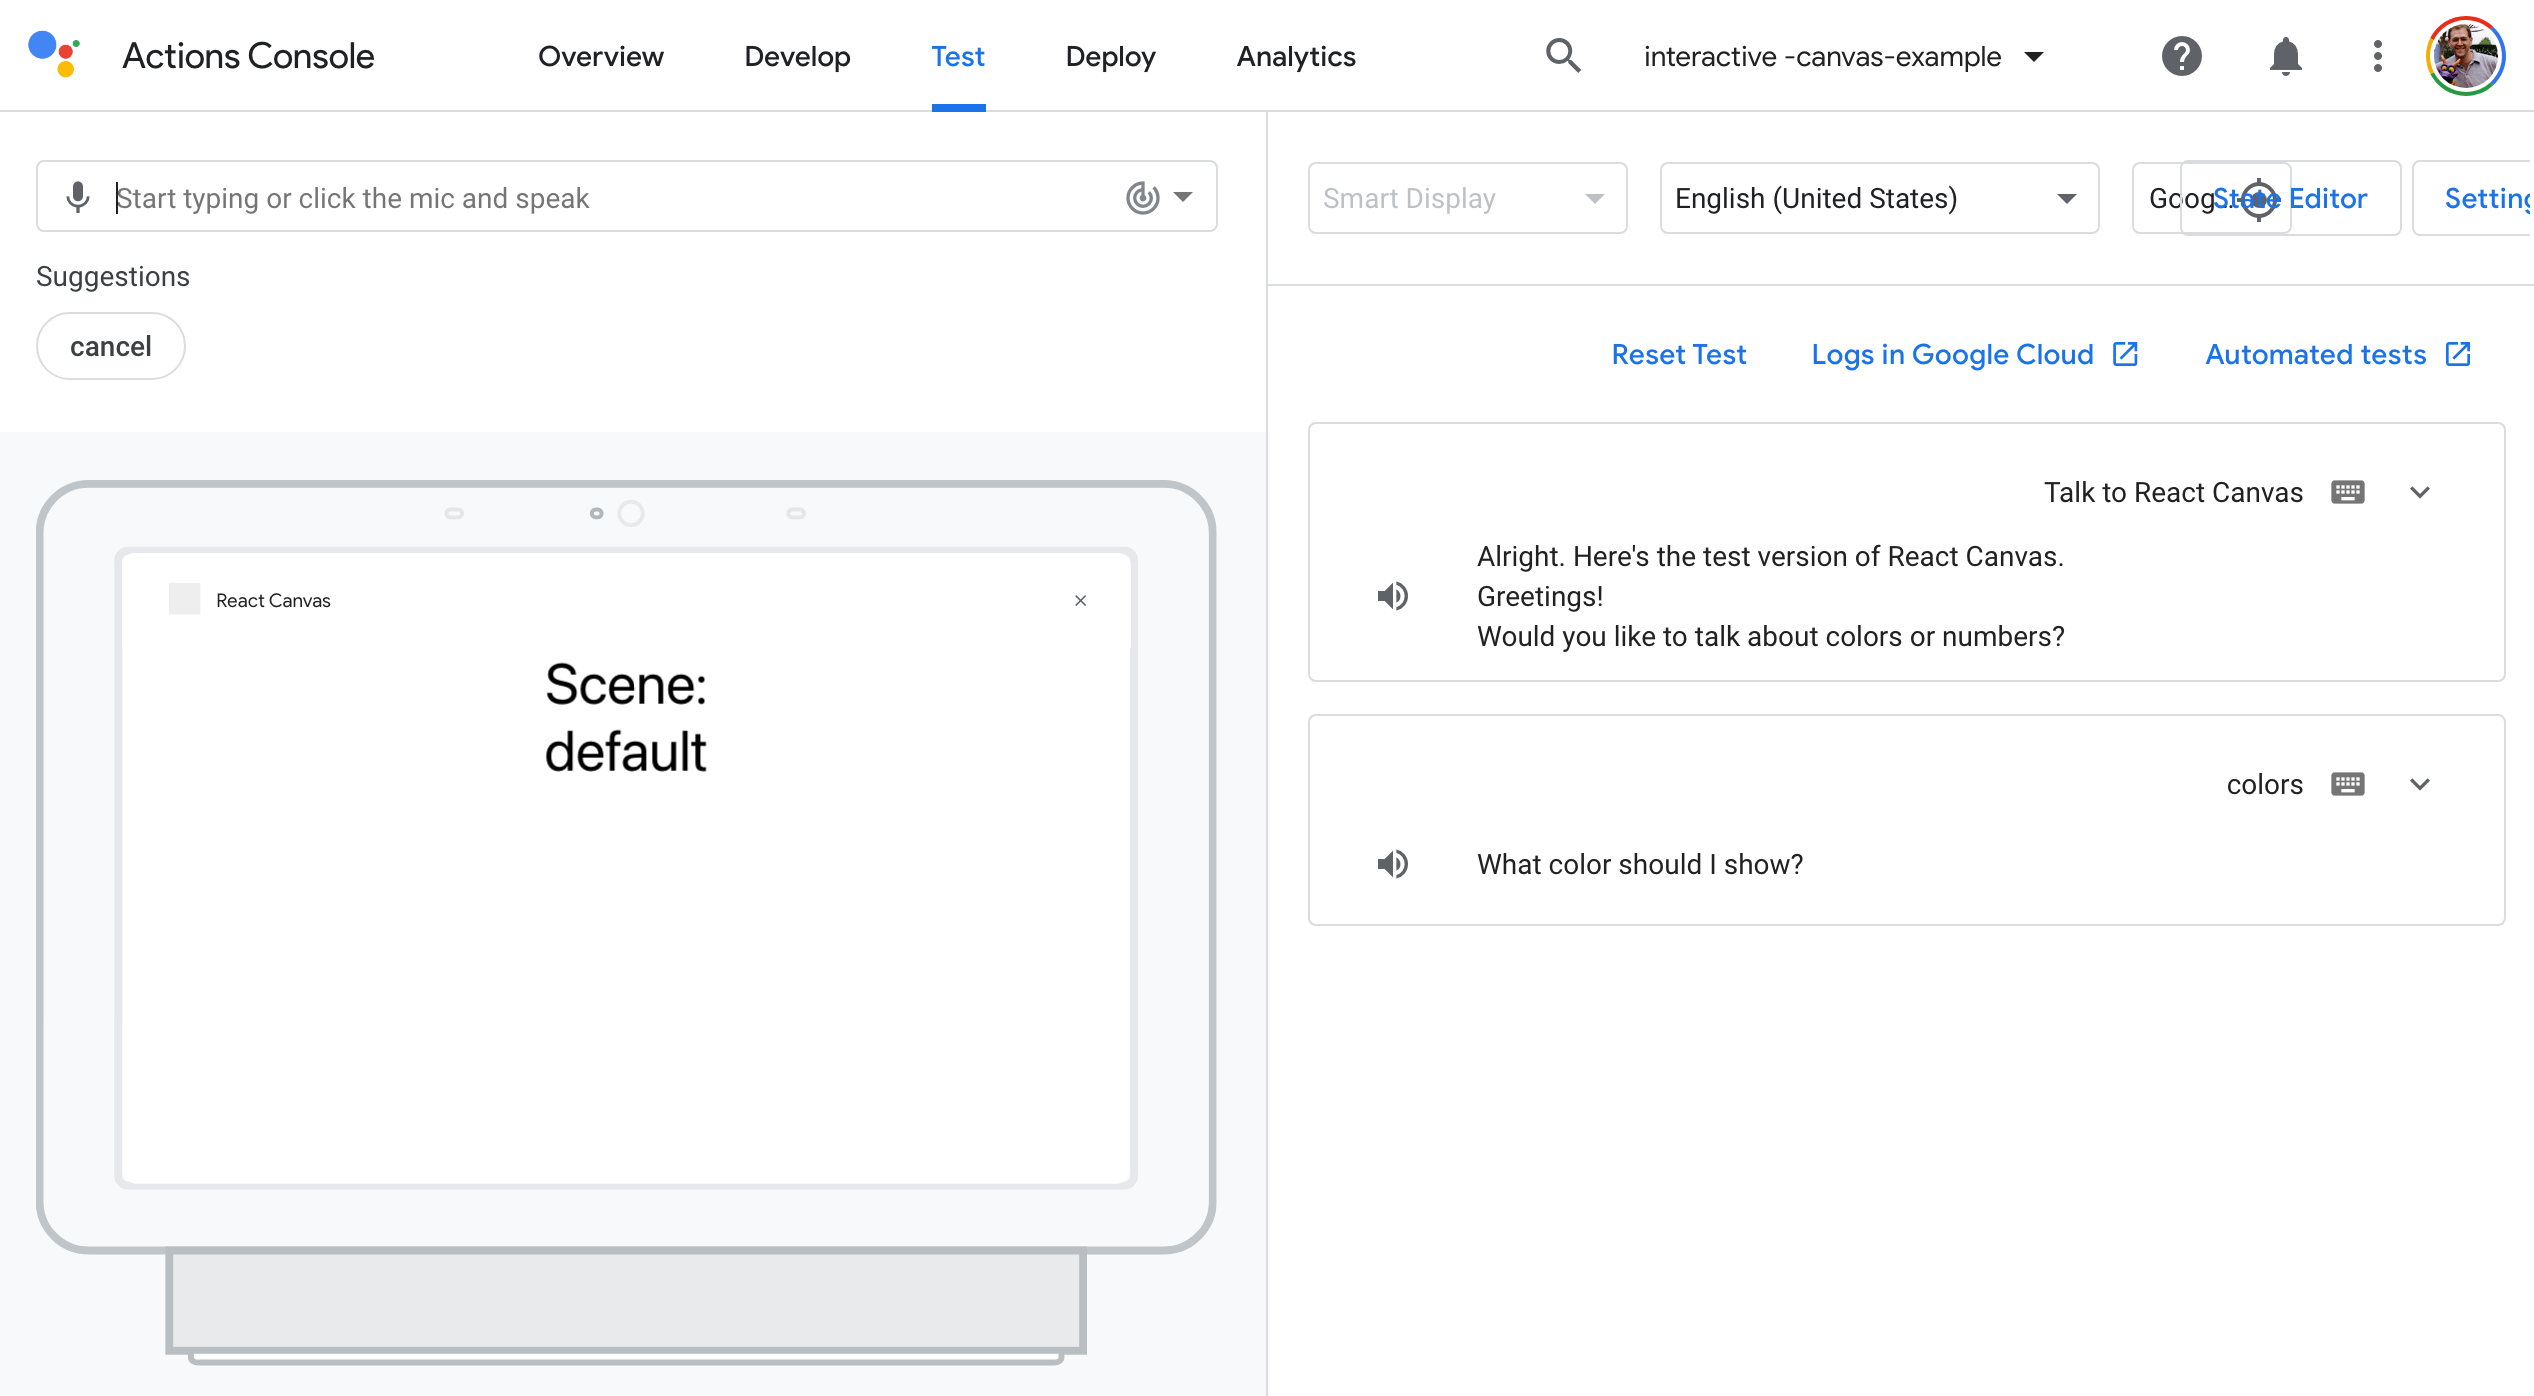 Actions Console
Overview
Develop
Test
Deploy
Analytics
interactive -canvas-example
Start typing or click the mic and speak
Suggestions
cancel
React Canvas
Scene:
default
Smart Display
English (United States)
Goog...
State Editor
Setting
Reset Test
Logs in Google Cloud
Automated tests
Talk to React Canvas
Alright. Here's the test version of React Canvas.
Greetings!
Would you like to talk about colors or numbers?
colors
What color should I show?